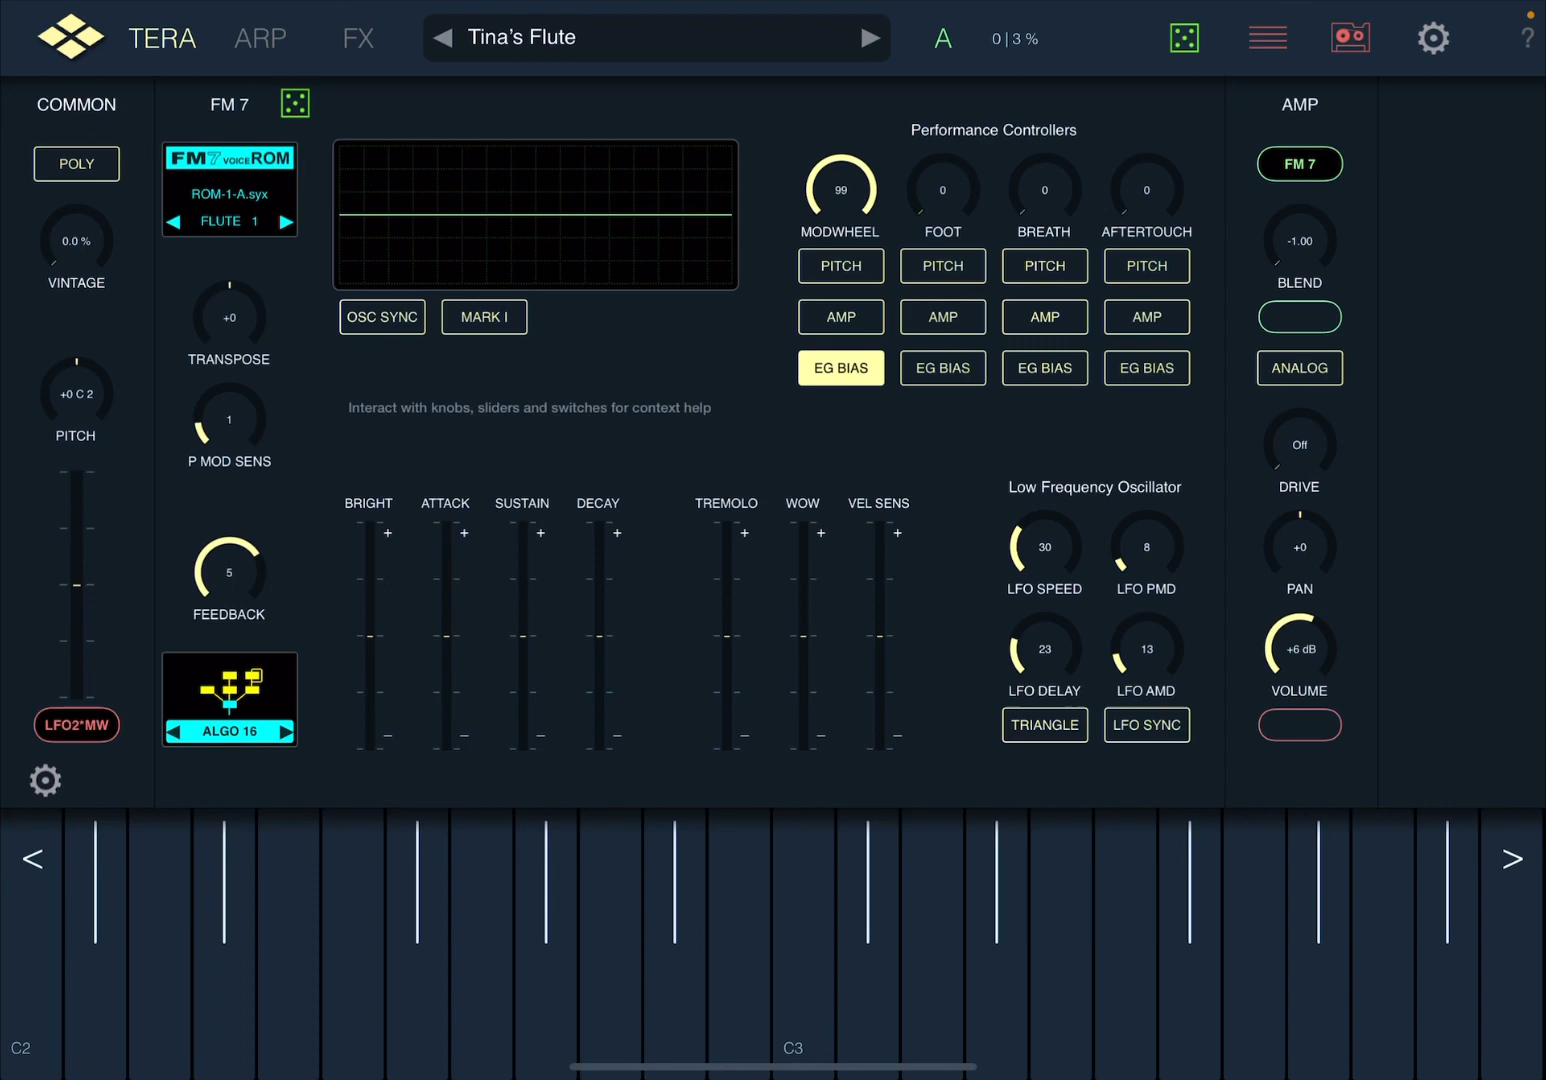 TERA ARP FX ◀ Tina's Flute ▶ A 0|3 % ?
COMMON
POLY
0.0 %
VINTAGE
+0 C 2
PITCH
LFO2*MW
FM 7
FM7 VOICE ROM
ROM-1-A.syx
◀ FLUTE 1 ▶
+0
TRANSPOSE
1
P MOD SENS
5
FEEDBACK
◀ ALGO 16 ▶
OSC SYNC MARK I
Interact with knobs, sliders and switches for context help
Performance Controllers
99 0 0 0
MODWHEEL FOOT BREATH AFTERTOUCH
PITCH PITCH PITCH PITCH
AMP AMP AMP AMP
EG BIAS EG BIAS EG BIAS EG BIAS
BRIGHT ATTACK SUSTAIN DECAY TREMOLO WOW VEL SENS
+ + + + + + +
− − − − − − −
Low Frequency Oscillator
30 8
LFO SPEED LFO PMD
23 13
LFO DELAY LFO AMD
TRIANGLE LFO SYNC
AMP
FM 7
-1.00
BLEND
ANALOG
Off
DRIVE
+0
PAN
+6 dB
VOLUME
< >
C2 C3